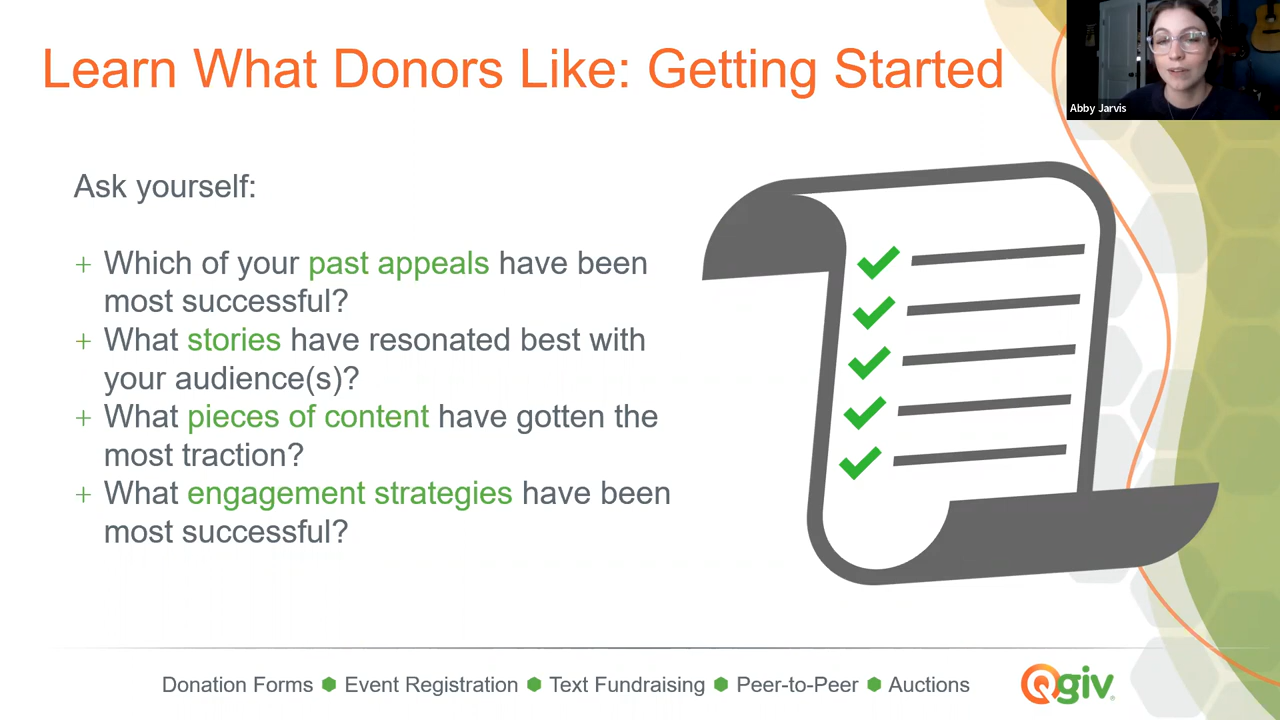 Learn What Donors Like: Getting Started
Abby Jarvis
Ask yourself:
+ Which of your past appeals have been
most successful?
+ What stories have resonated best with
your audience(s)?
+ What pieces of content have gotten the
most traction?
+ What engagement strategies have been
most successful?
Donation Forms ⬢ Event Registration ⬢ Text Fundraising ⬢ Peer-to-Peer ⬢ Auctions
Qgiv